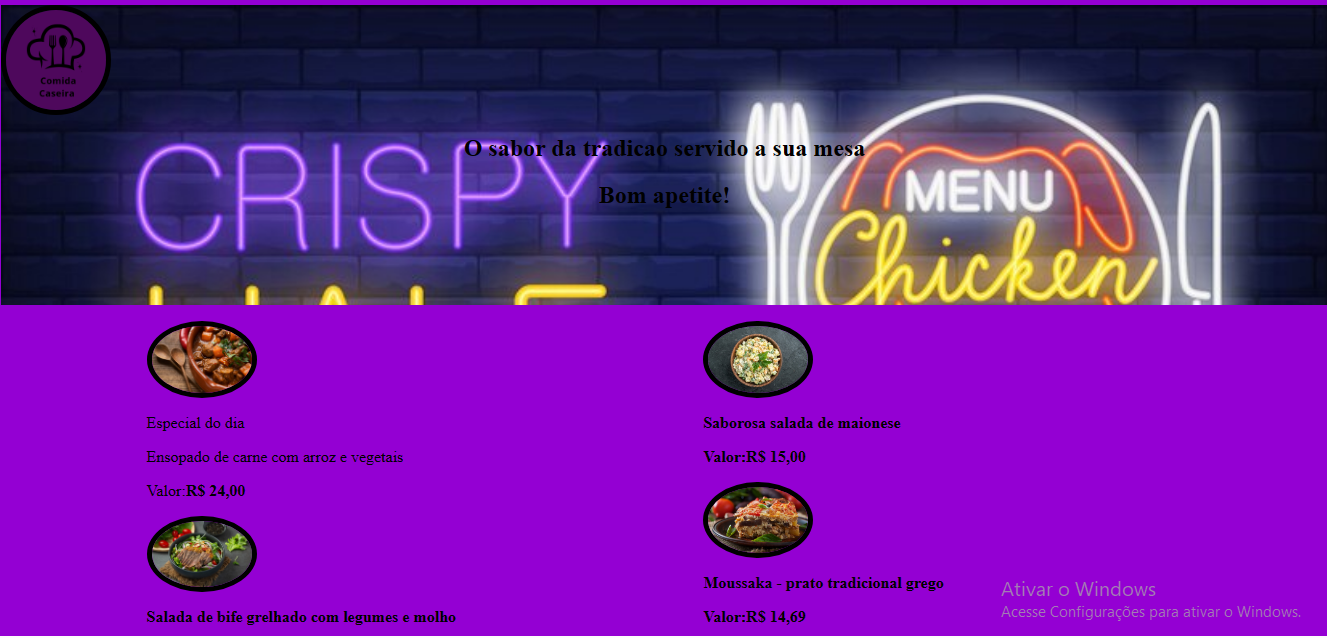 Comida
Caseira
O sabor da tradicao servido a sua mesa
Bom apetite!
CRISPY
MENU
Chicken
Especial do dia
Ensopado de carne com arroz e vegetais
Valor:R$ 24,00
Salada de bife grelhado com legumes e molho
Saborosa salada de maionese
Valor:R$ 15,00
Moussaka - prato tradicional grego
Valor:R$ 14,69
Ativar o Windows
Acesse Configurações para ativar o Windows.